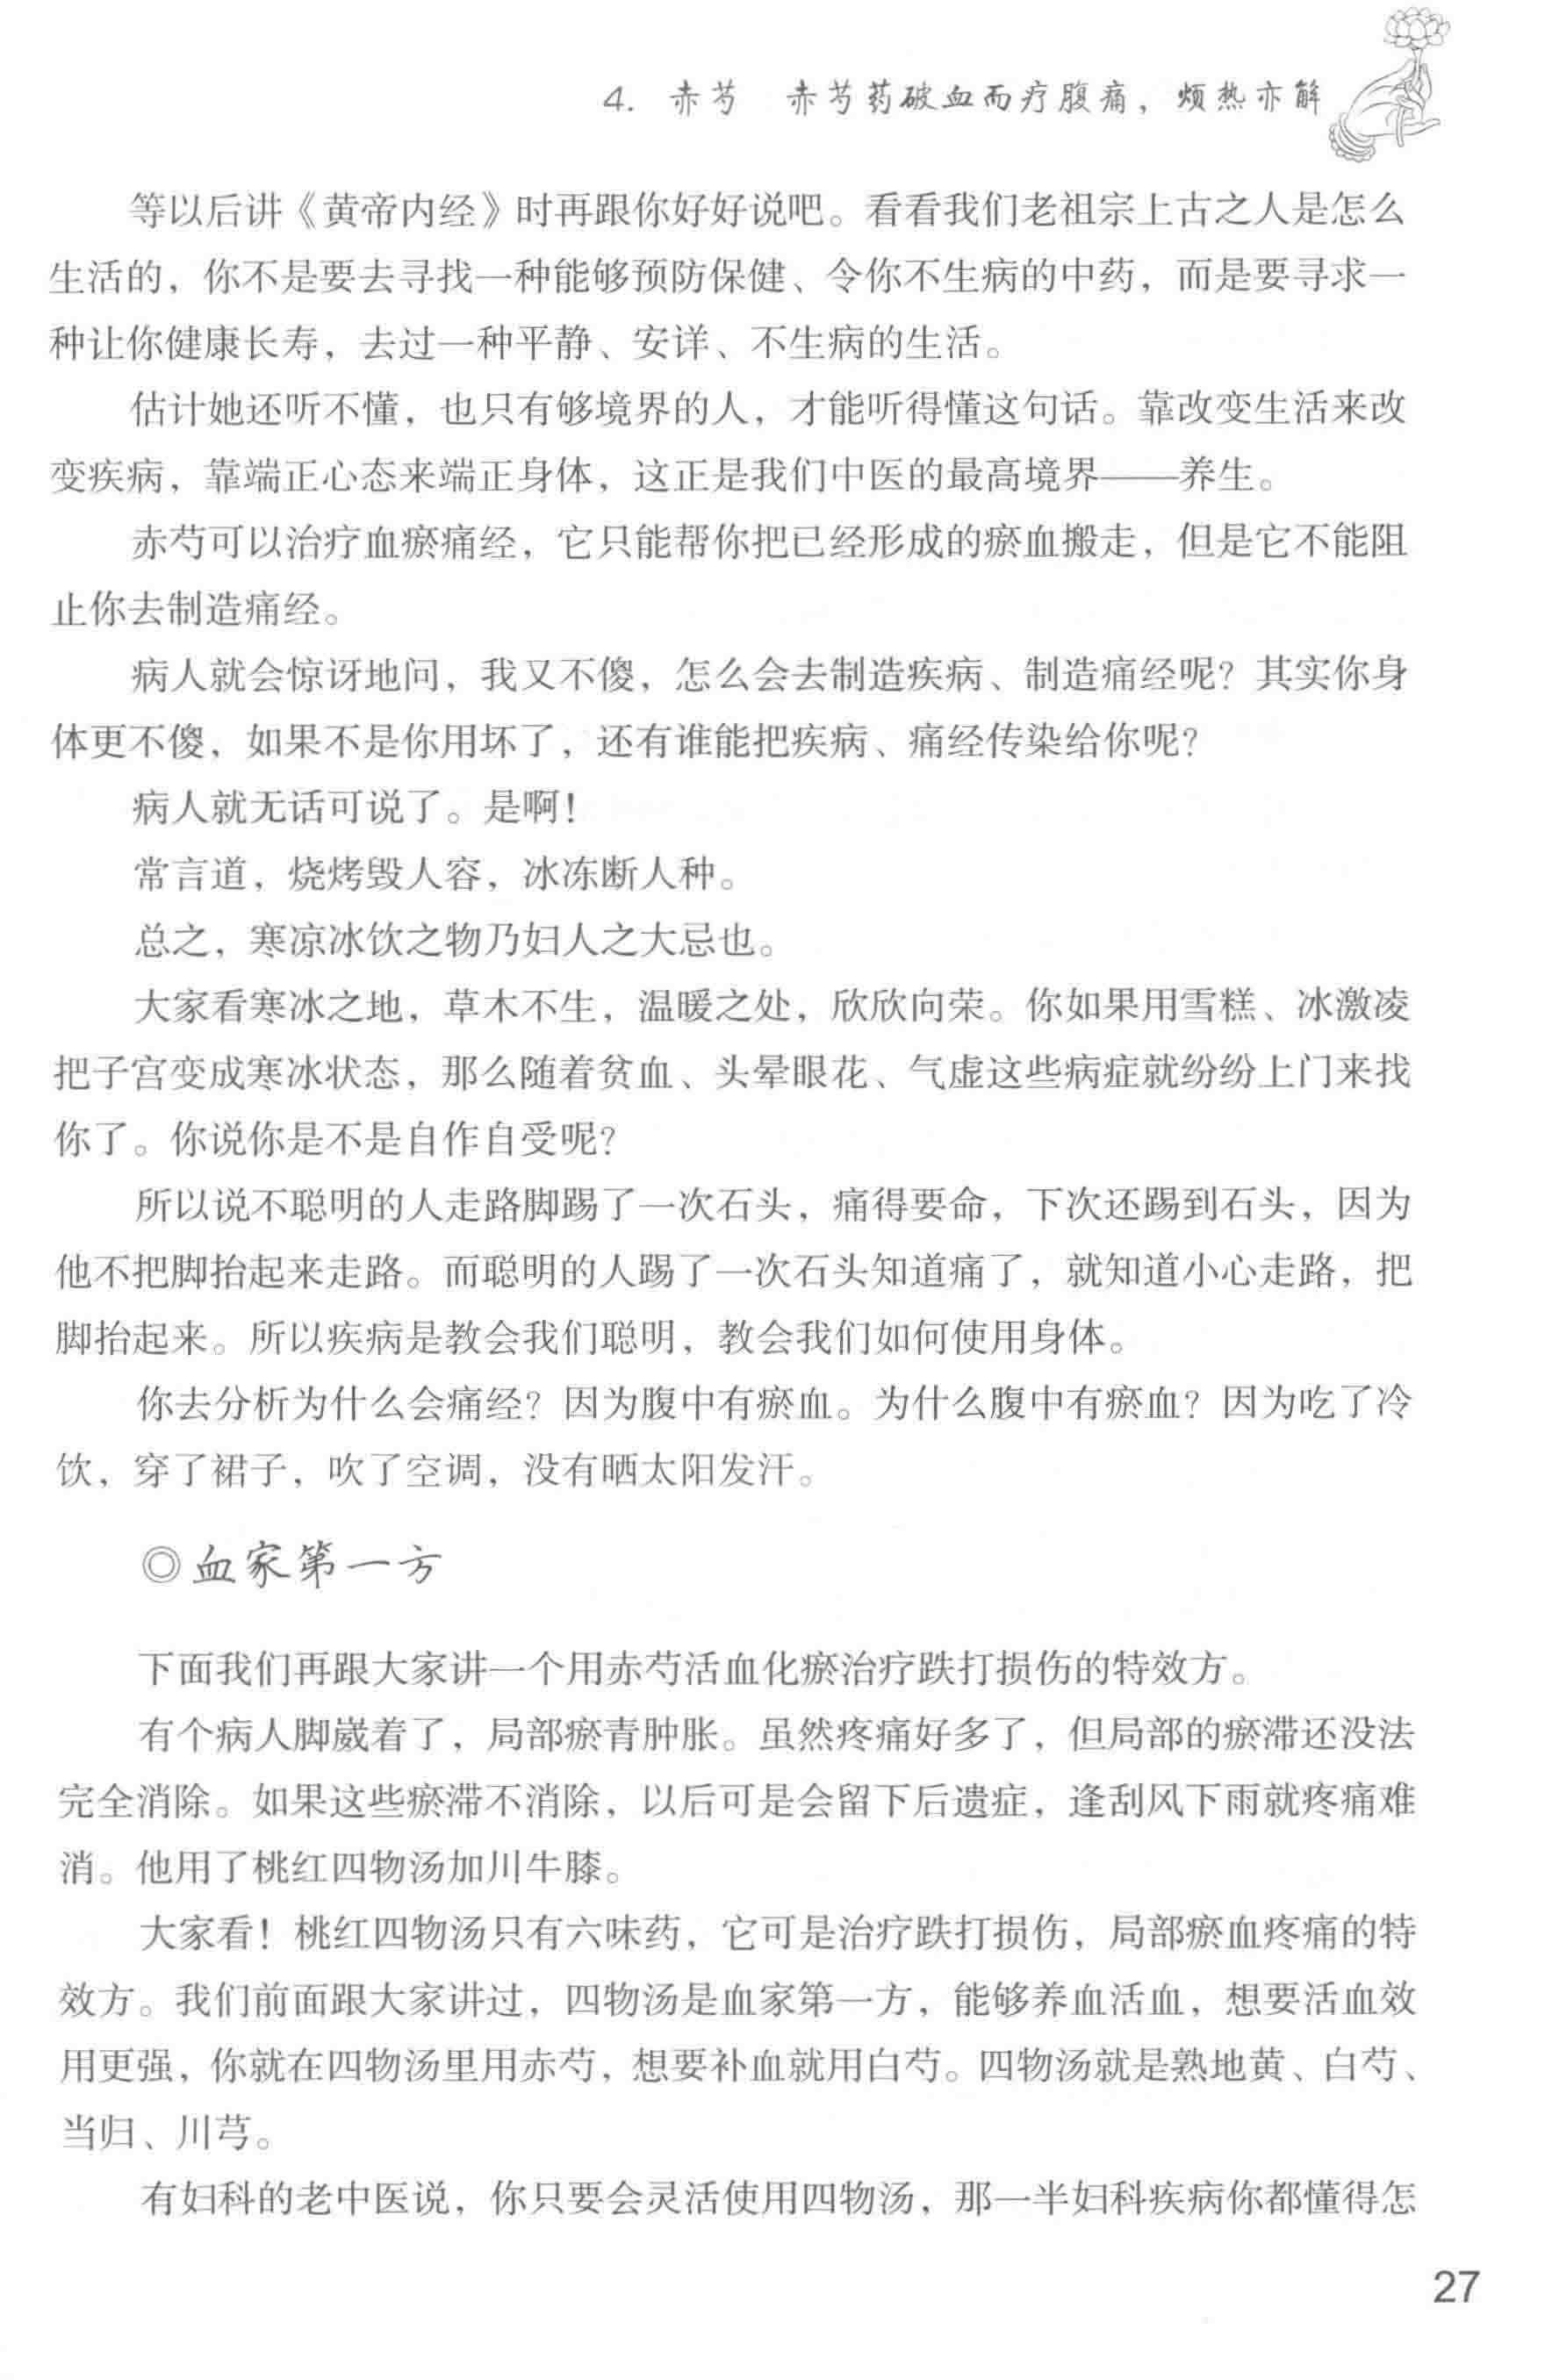 4. 赤芍　赤芍药破血而疗腹痛，烦热亦解
等以后讲《黄帝内经》时再跟你好好说吧。看看我们老祖宗上古之人是怎么
生活的，你不是要去寻找一种能够预防保健、令你不生病的中药，而是要寻求一
种让你健康长寿，去过一种平静、安详、不生病的生活。
估计她还听不懂，也只有够境界的人，才能听得懂这句话。靠改变生活来改
变疾病，靠端正心态来端正身体，这正是我们中医的最高境界——养生。
赤芍可以治疗血瘀痛经，它只能帮你把已经形成的瘀血搬走，但是它不能阻
止你去制造痛经。
病人就会惊讶地问，我又不傻，怎么会去制造疾病、制造痛经呢？其实你身
体更不傻，如果不是你用坏了，还有谁能把疾病、痛经传染给你呢？
病人就无话可说了。是啊！
常言道，烧烤毁人容，冰冻断人种。
总之，寒凉冰饮之物乃妇人之大忌也。
大家看寒冰之地，草木不生，温暖之处，欣欣向荣。你如果用雪糕、冰激凌
把子宫变成寒冰状态，那么随着贫血、头晕眼花、气虚这些病症就纷纷上门来找
你了。你说你是不是自作自受呢？
所以说不聪明的人走路脚踢了一次石头，痛得要命，下次还踢到石头，因为
他不把脚抬起来走路。而聪明的人踢了一次石头知道痛了，就知道小心走路，把
脚抬起来。所以疾病是教会我们聪明，教会我们如何使用身体。
你去分析为什么会痛经？因为腹中有瘀血。为什么腹中有瘀血？因为吃了冷
饮，穿了裙子，吹了空调，没有晒太阳发汗。
◎血家第一方
下面我们再跟大家讲一个用赤芍活血化瘀治疗跌打损伤的特效方。
有个病人脚崴着了，局部瘀青肿胀。虽然疼痛好多了，但局部的瘀滞还没法
完全消除。如果这些瘀滞不消除，以后可是会留下后遗症，逢刮风下雨就疼痛难
消。他用了桃红四物汤加川牛膝。
大家看！桃红四物汤只有六味药，它可是治疗跌打损伤，局部瘀血疼痛的特
效方。我们前面跟大家讲过，四物汤是血家第一方，能够养血活血，想要活血效
用更强，你就在四物汤里用赤芍，想要补血就用白芍。四物汤就是熟地黄、白芍、
当归、川芎。
有妇科的老中医说，你只要会灵活使用四物汤，那一半妇科疾病你都懂得怎
27